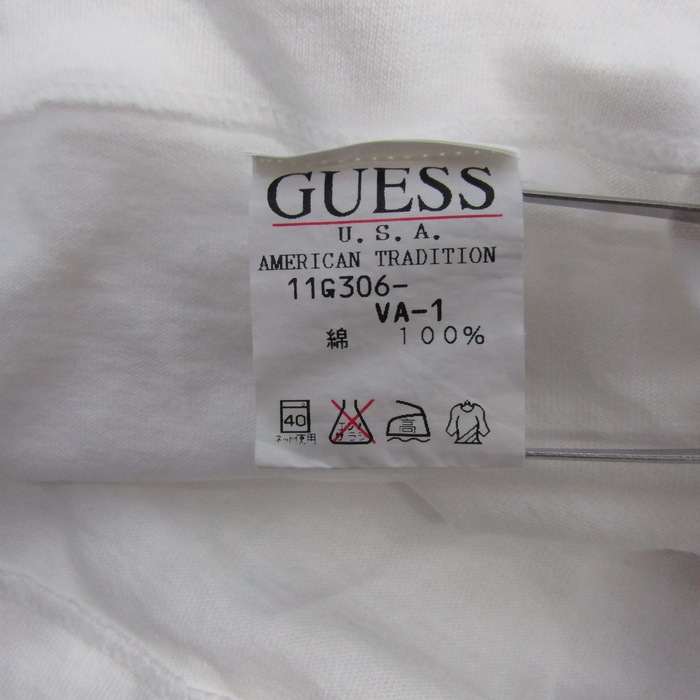 GUESS
U.S.A.
AMERICAN TRADITION
11G306-
VA-1
綿 100%
40 高
ネット使用